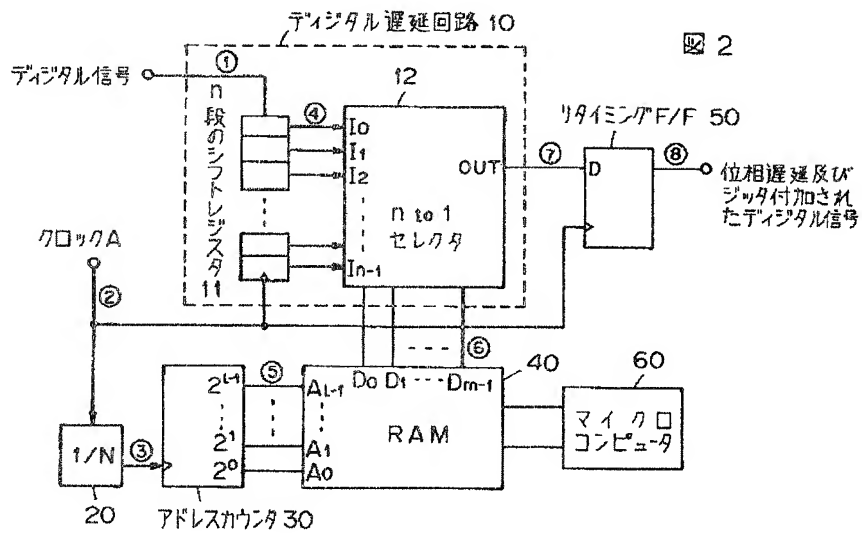 ディジタル遅延回路 10
図 2
ディジタル信号
①
n段のシフトレジスタ
11
④
12
I0
I1
I2
In-1
OUT
n to 1
セレクタ
⑦
リタイミングF/F 50
D
⑧
位相遅延及び
ジッタ付加され
たディジタル信号
クロックA
②
⑥
D0 D1 Dm-1
40
60
1/N
③
20
2^L-1
2^1
2^0
⑤
AL-1
A1
A0
RAM
マイクロ
コンピュータ
アドレスカウンタ 30